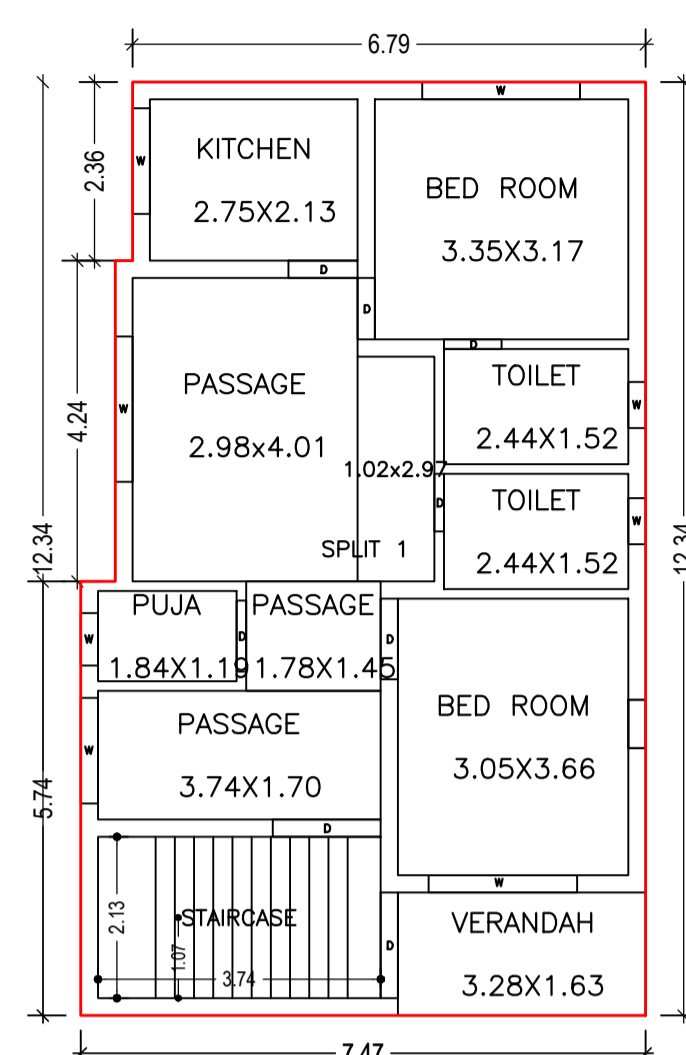 6.79
W
2.36
W
KITCHEN
2.75X2.13
BED ROOM
3.35X3.17
D
D
D
4.24
W
PASSAGE
2.98x4.01
TOILET
2.44X1.52
W
1.02x2.97
SPLIT 1
D
TOILET
2.44X1.52
W
12.34
12.34
W
PUJA
1.84X1.19
D
PASSAGE
1.78X1.45
D
BED ROOM
3.05X3.66
W
PASSAGE
3.74X1.70
5.74
D
W
STAIRCASE
2.13
1.07
3.74
D
VERANDAH
3.28X1.63
7.47